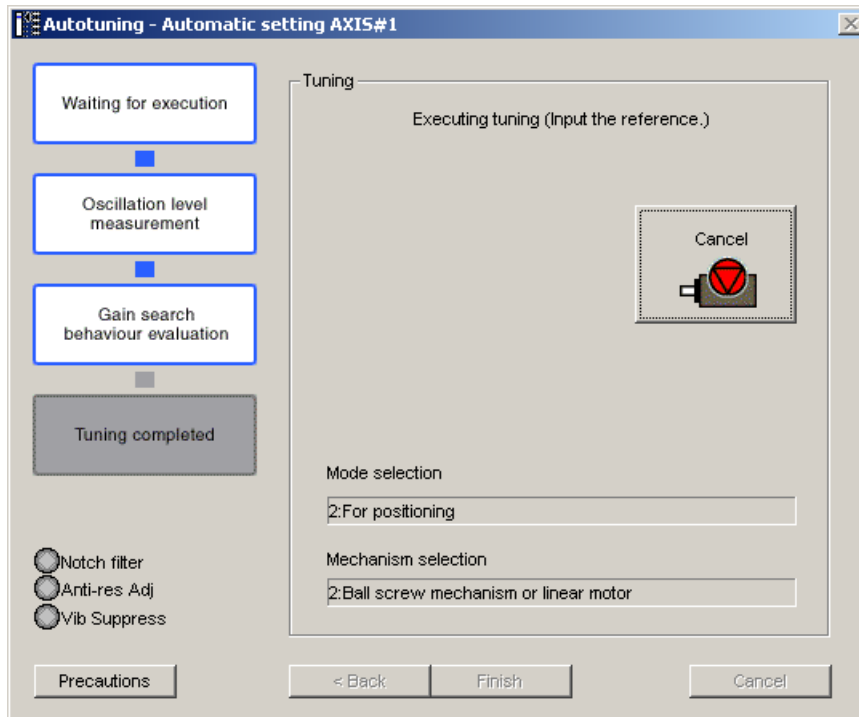 Autotuning - Automatic setting AXIS#1
Waiting for execution
Oscillation level
measurement
Gain search
behaviour evaluation
Tuning completed
Notch filter
Anti-res Adj
Vib Suppress
Precautions
Tuning
Executing tuning (Input the reference.)
Cancel
Mode selection
2:For positioning
Mechanism selection
2:Ball screw mechanism or linear motor
< Back
Finish
Cancel